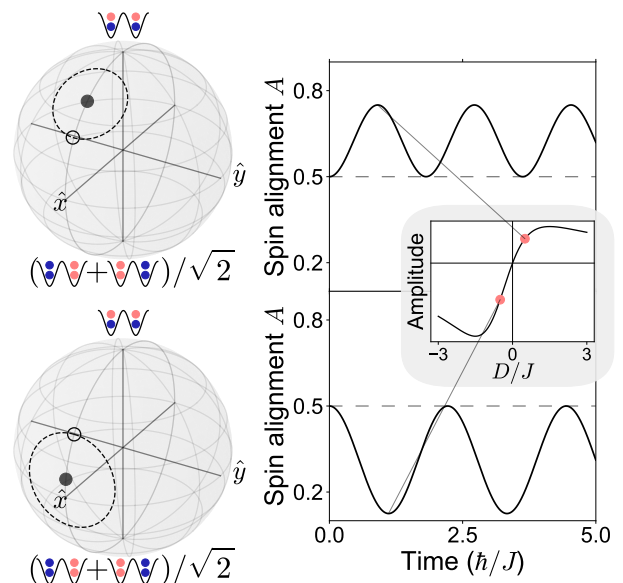 x̂
ŷ
(+)/√2
x̂
ŷ
(+)/√2
Spin alignment A
0.8
0.5
0.2
Spin alignment A
0.8
0.5
0.2
0.0
2.5
5.0
Time (ħ/J)
Amplitude
−3
0
3
D/J